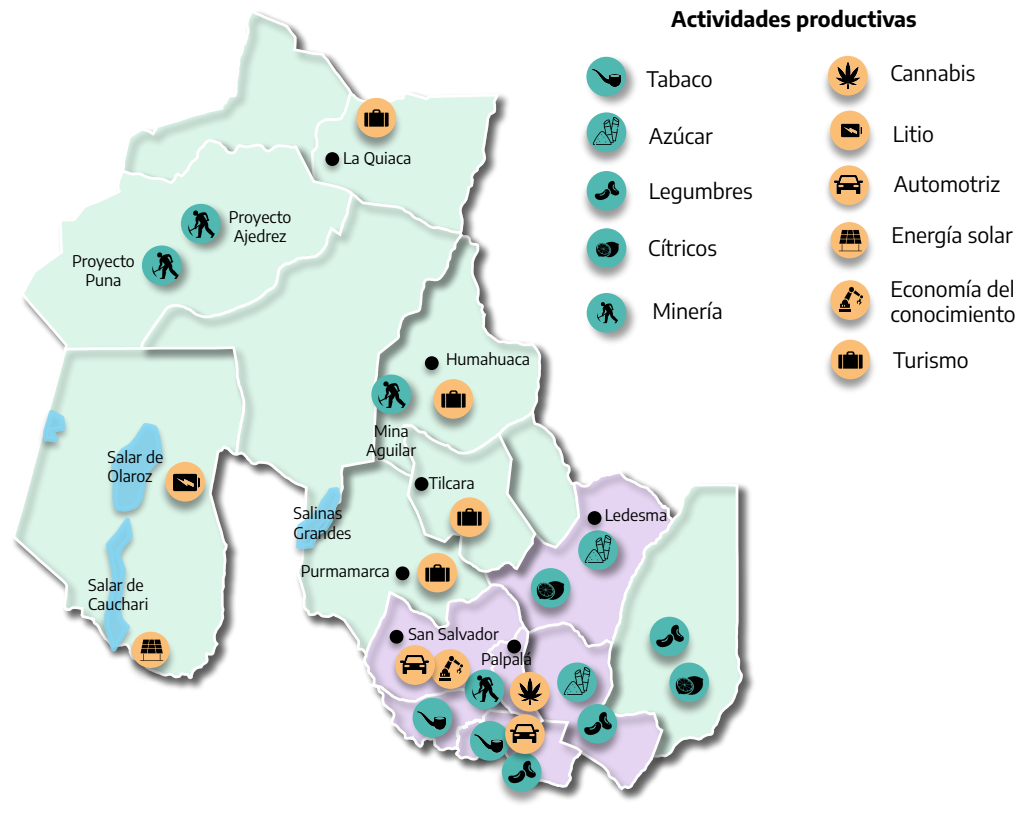 Actividades productivas
Tabaco
Azúcar
Legumbres
Cítricos
Minería
Cannabis
Litio
Automotriz
Energía solar
Economía del
conocimiento
Turismo
La Quiaca
Proyecto
Ajedrez
Proyecto
Puna
Humahuaca
Mina
Aguilar
Salar de
Olaroz
Tilcara
Salinas
Grandes
Ledesma
Purmamarca
Salar de
Cauchari
San Salvador
Palpalá